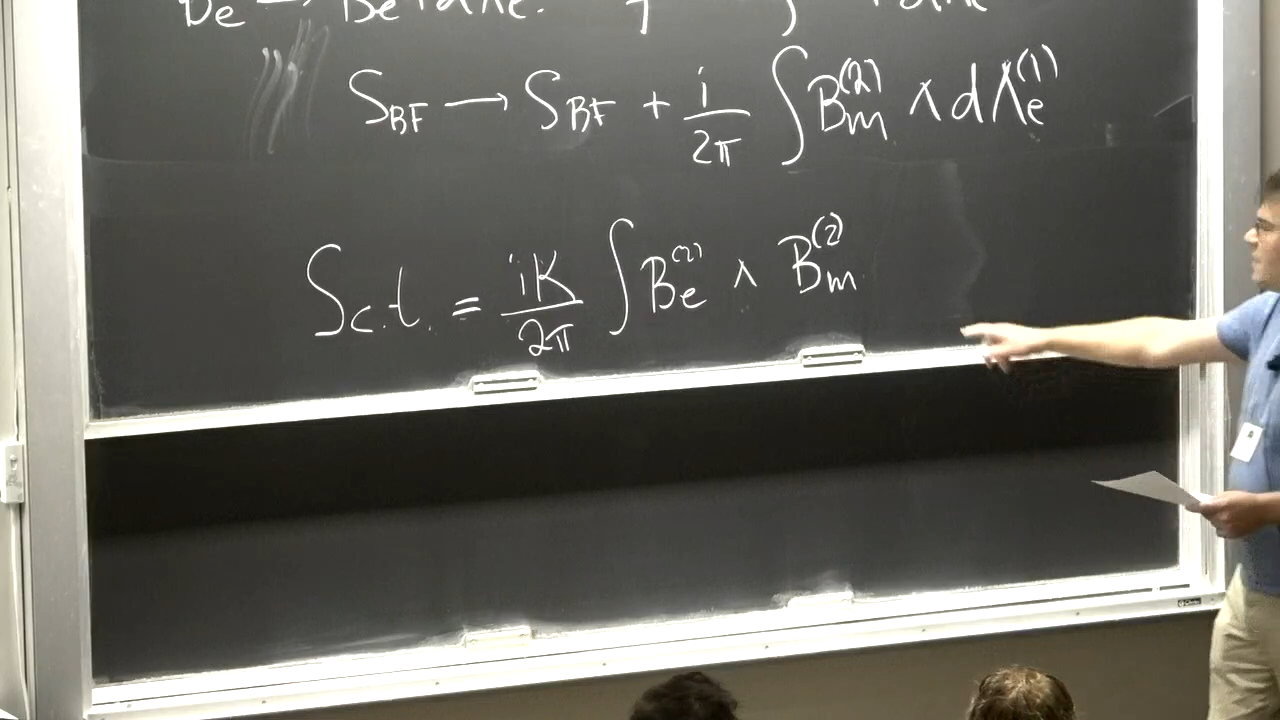 S_BF → S_BF + i/2π ∫ B_m^(2) ∧ dΛ_e^(1)
S_c.t. = iK/2π ∫ B_e^(2) ∧ B_m^(2)